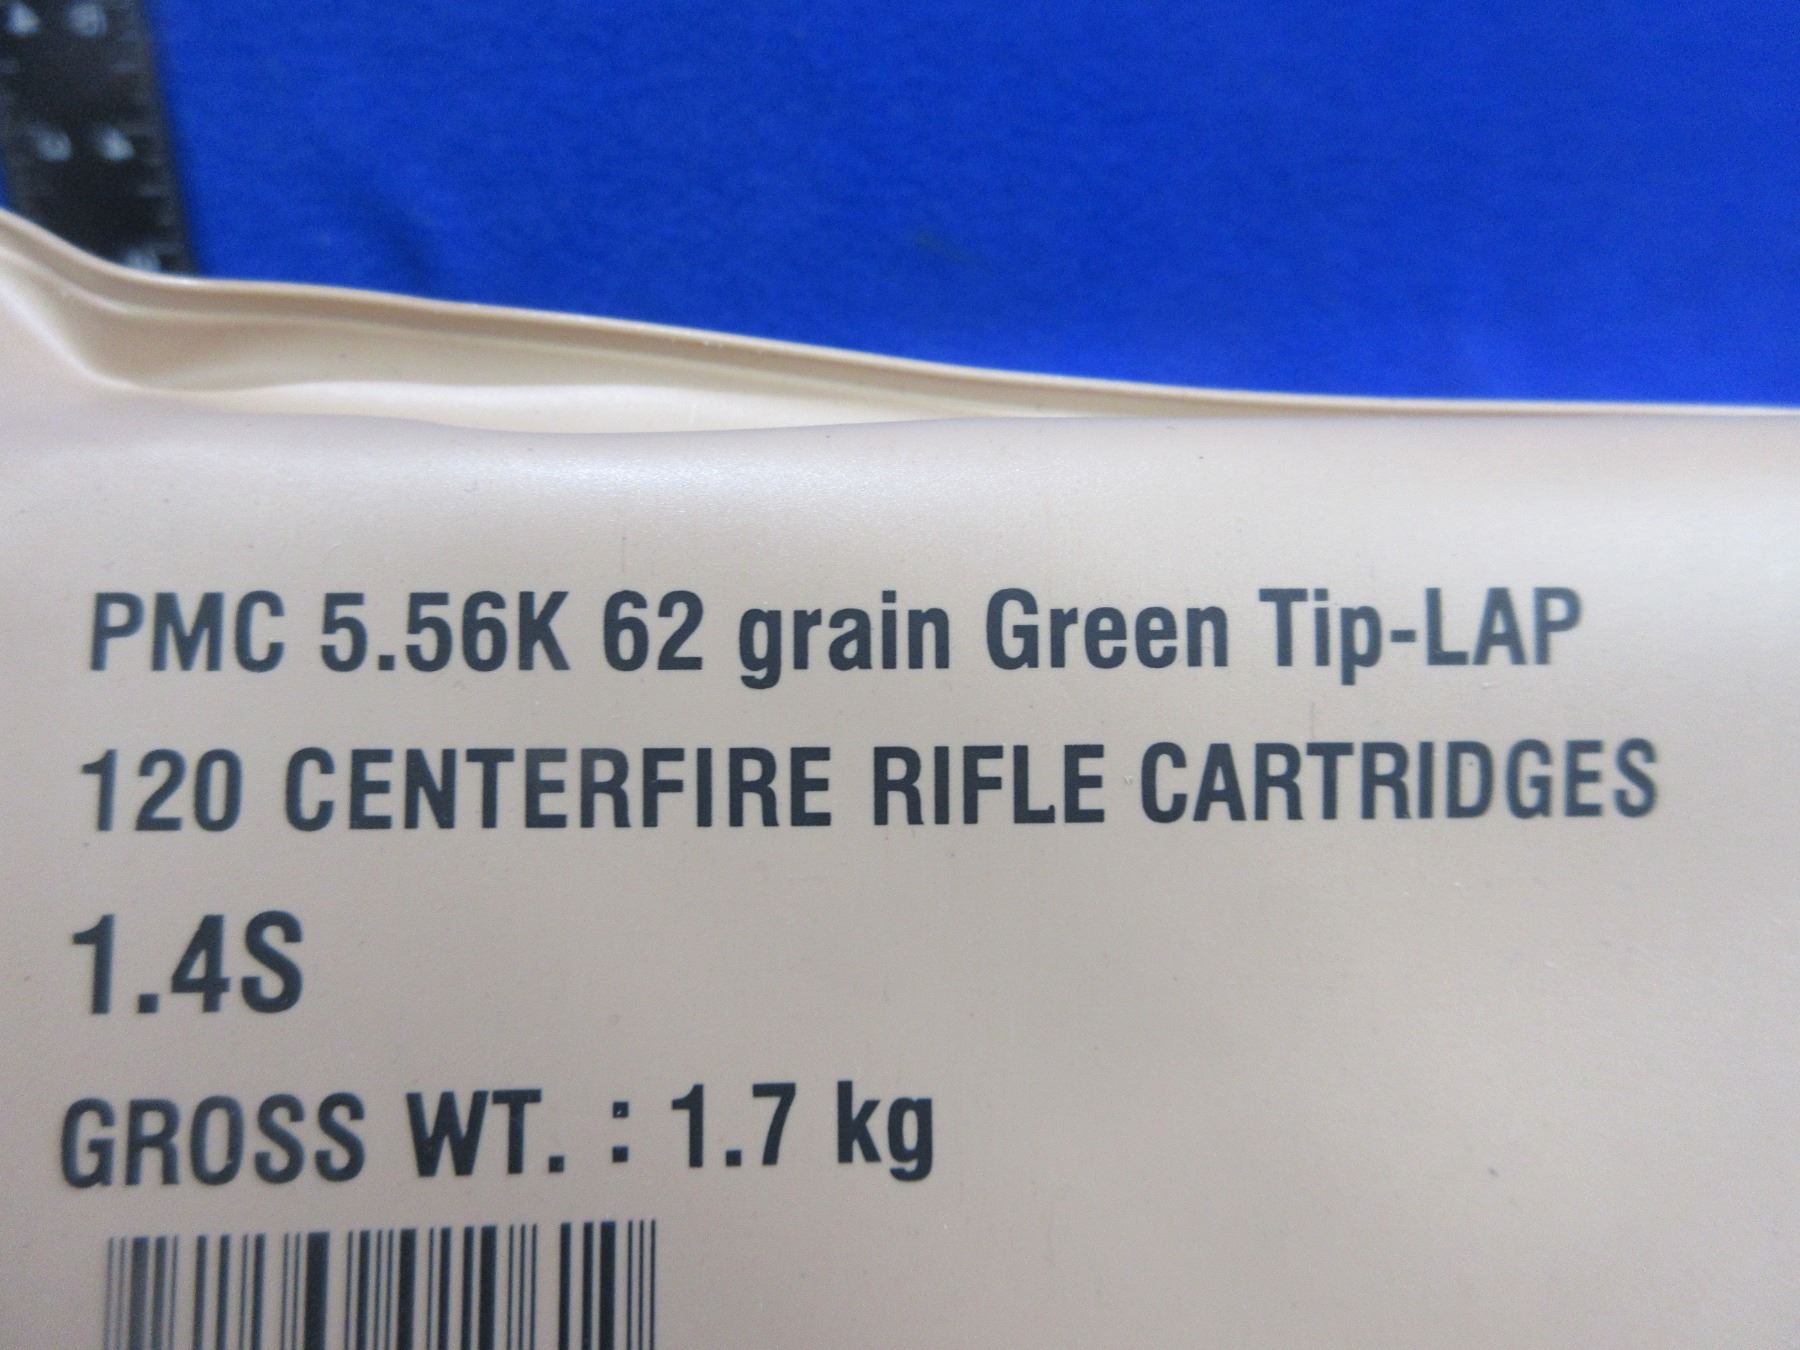 PMC 5.56K 62 grain Green Tip-LAP
120 CENTERFIRE RIFLE CARTRIDGES
1.4S
GROSS WT. : 1.7 kg